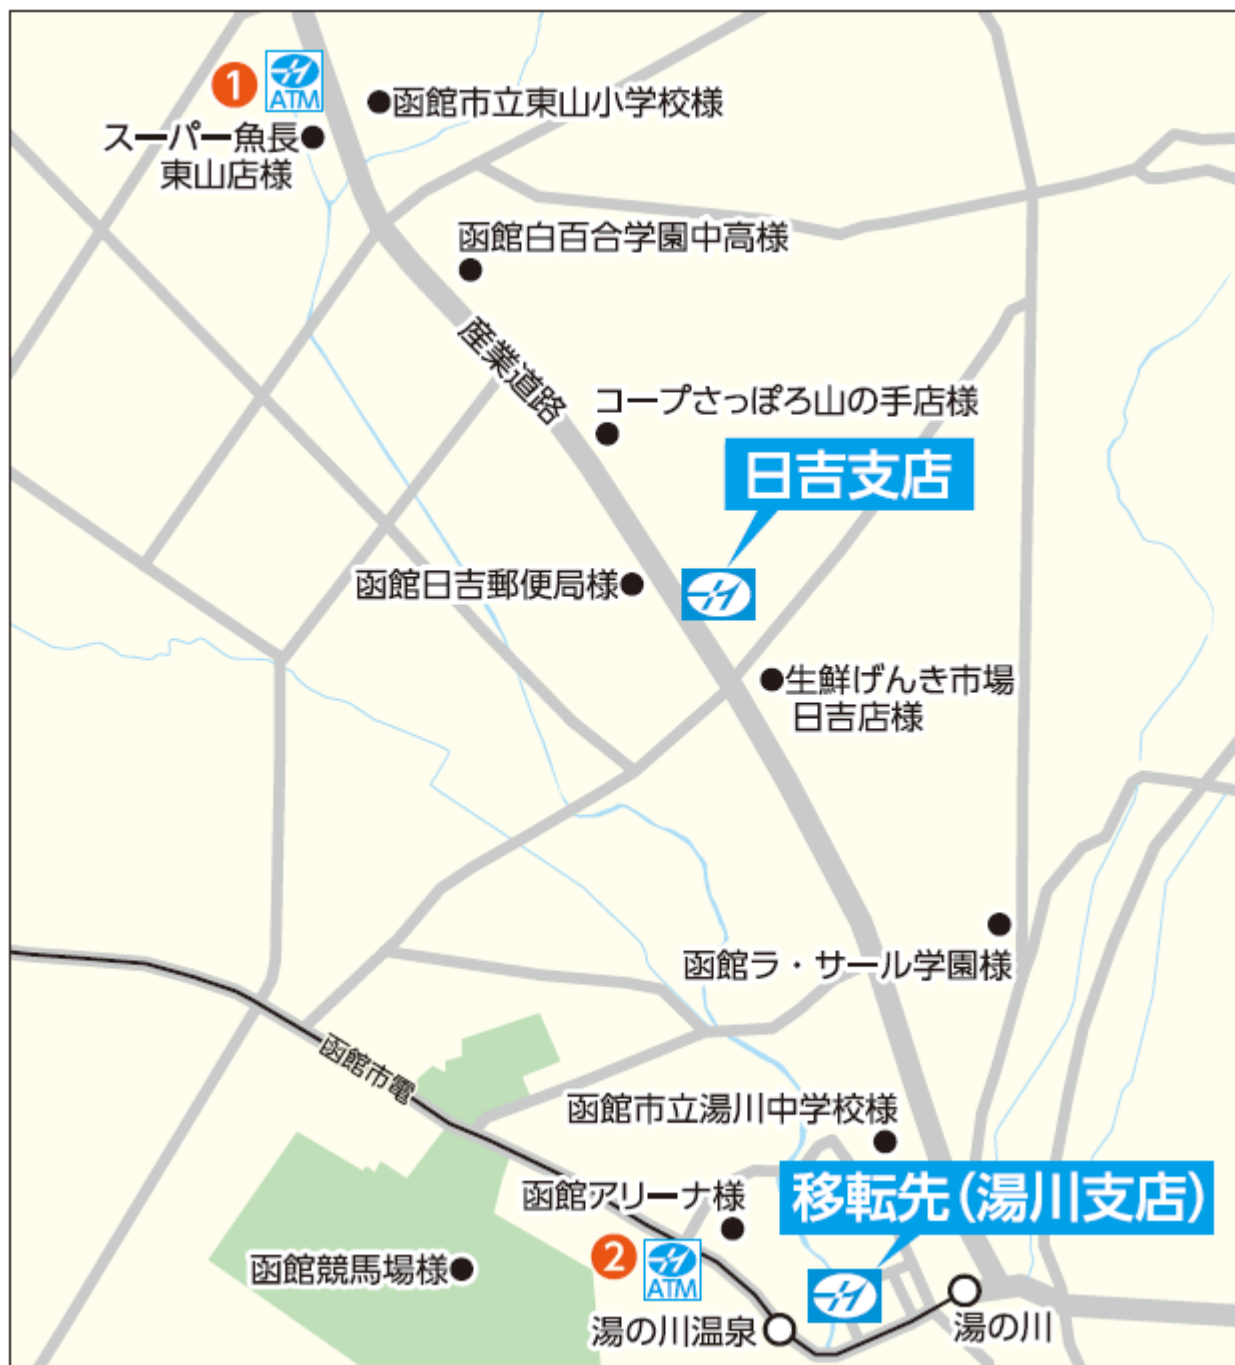 1
ATM
函館市立東山小学校様
スーパー魚長
東山店様
函館白百合学園中高様
産業道路
コープさっぽろ山の手店様
日吉支店
函館日吉郵便局様
生鮮げんき市場
日吉店様
函館ラ・サール学園様
函館市電
函館市立湯川中学校様
移転先(湯川支店)
函館アリーナ様
2
ATM
函館競馬場様
湯の川温泉
湯の川